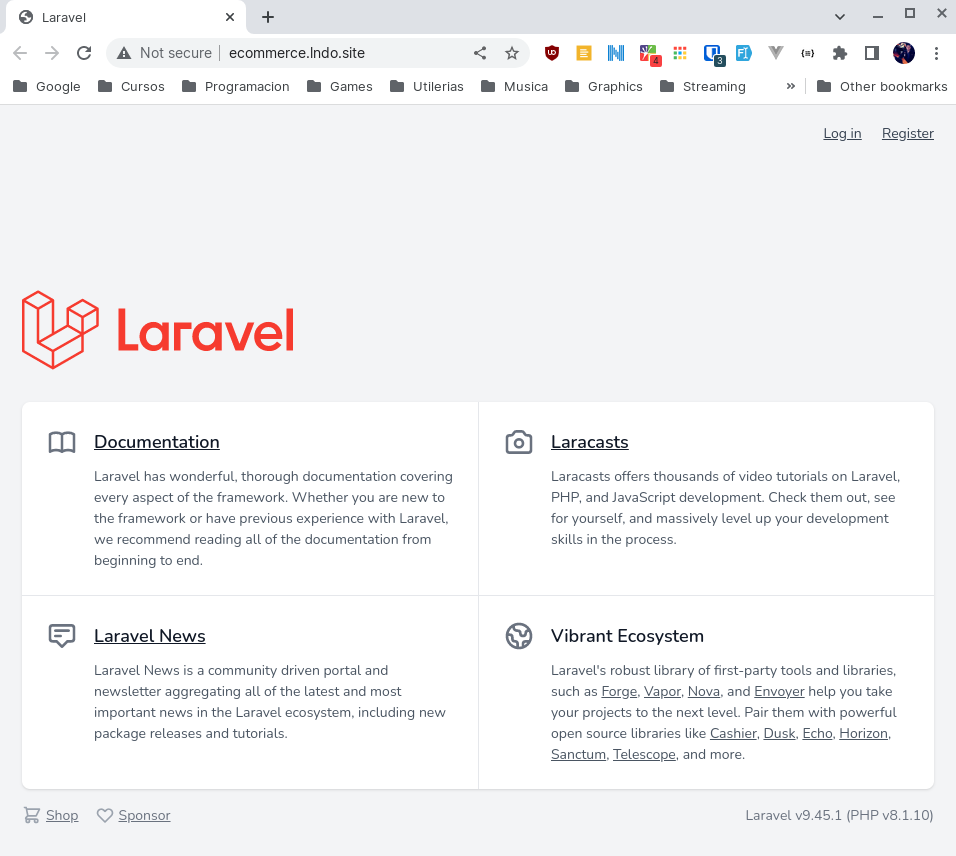 Laravel
Not secure
ecommerce.lndo.site
UD
4
3
F
Google
Cursos
Programacion
Games
Utilerias
Musica
Graphics
Streaming
»
Other bookmarks
Log in
Register
Laravel
Documentation
Laravel has wonderful, thorough documentation covering
every aspect of the framework. Whether you are new to
the framework or have previous experience with Laravel,
we recommend reading all of the documentation from
beginning to end.
Laracasts
Laracasts offers thousands of video tutorials on Laravel,
PHP, and JavaScript development. Check them out, see
for yourself, and massively level up your development
skills in the process.
Laravel News
Laravel News is a community driven portal and
newsletter aggregating all of the latest and most
important news in the Laravel ecosystem, including new
package releases and tutorials.
Vibrant Ecosystem
Laravel's robust library of first-party tools and libraries,
such as Forge, Vapor, Nova, and Envoyer help you take
your projects to the next level. Pair them with powerful
open source libraries like Cashier, Dusk, Echo, Horizon,
Sanctum, Telescope, and more.
Shop
Sponsor
Laravel v9.45.1 (PHP v8.1.10)